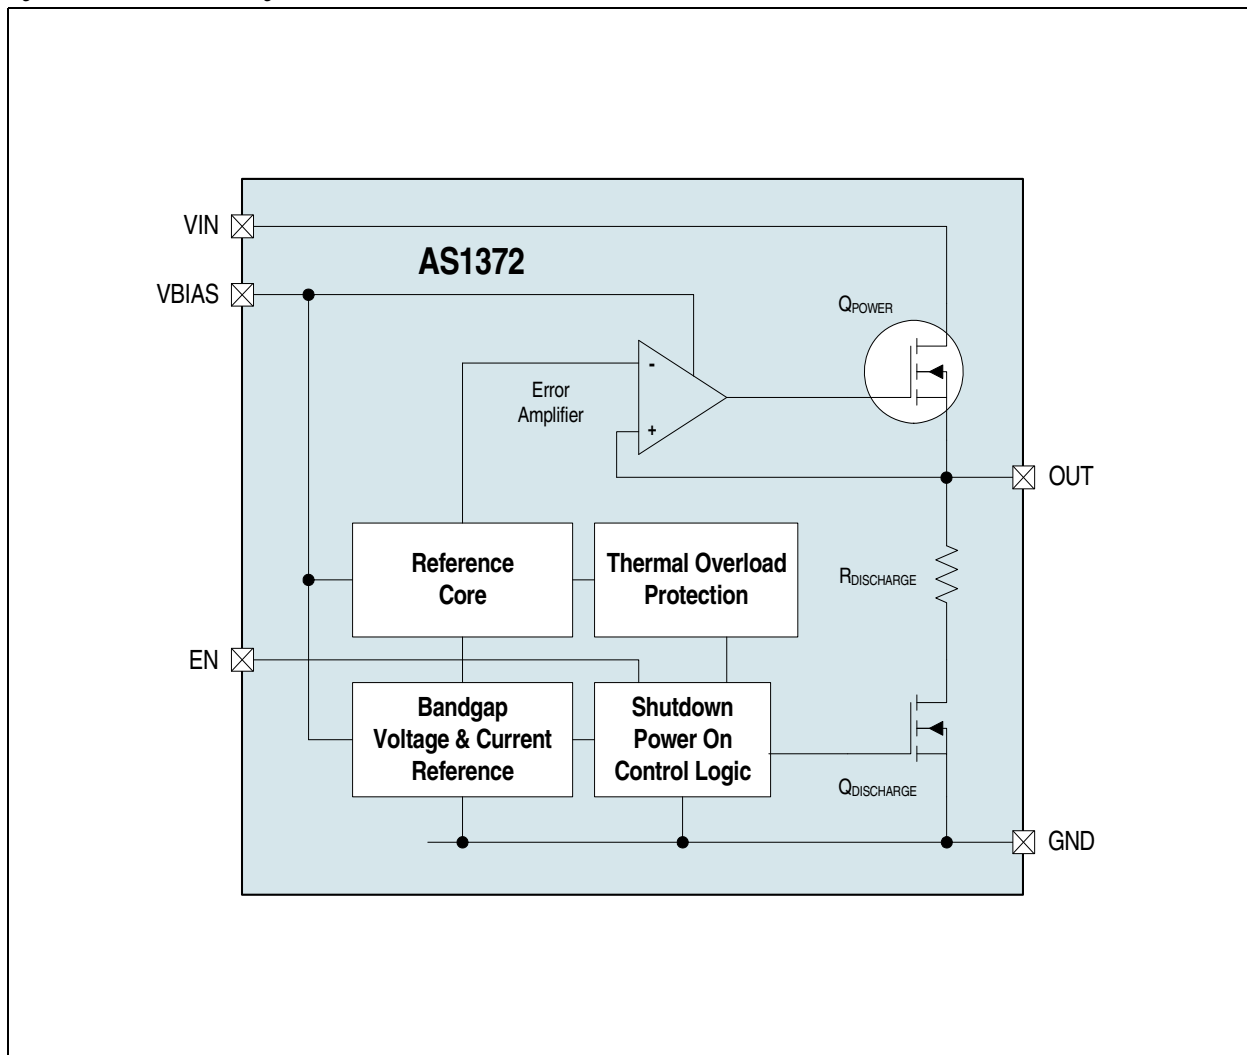 VIN
AS1372
VBIAS
QPOWER
-
Error
Amplifier
+
OUT
Reference
Core
Thermal Overload
Protection
RDISCHARGE
EN
Bandgap
Voltage & Current
Reference
Shutdown
Power On
Control Logic
QDISCHARGE
GND